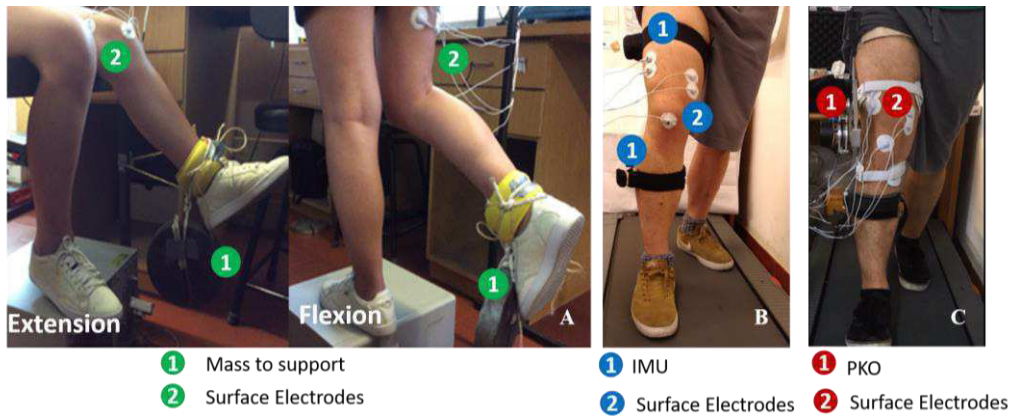 2
2
1
1
Extension
Flexion
A
1
2
1
B
1
2
C
1 Mass to support
2 Surface Electrodes
1 IMU
2 Surface Electrodes
1 PKO
2 Surface Electrodes